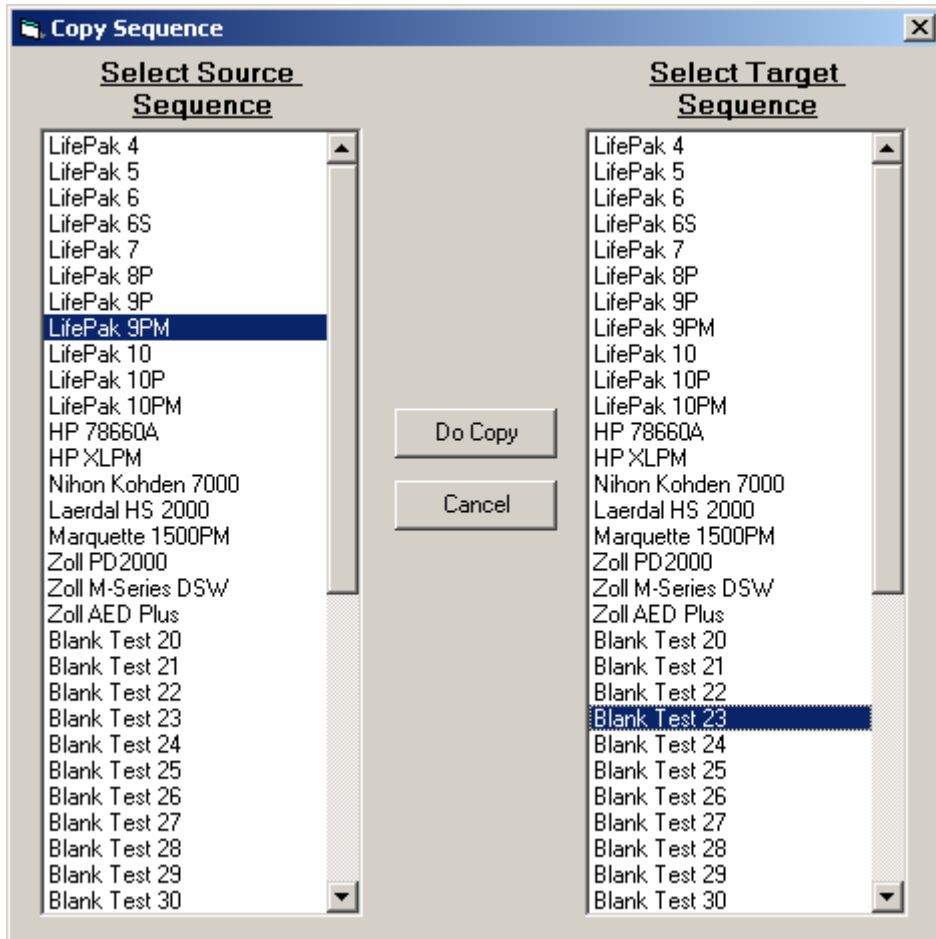 Copy Sequence
Select Source
Sequence
LifePak 4
LifePak 5
LifePak 6
LifePak 6S
LifePak 7
LifePak 8P
LifePak 9P
LifePak 9PM
LifePak 10
LifePak 10P
LifePak 10PM
HP 78660A
HP XLPM
Nihon Kohden 7000
Laerdal HS 2000
Marquette 1500PM
Zoll PD2000
Zoll M-Series DSW
Zoll AED Plus
Blank Test 20
Blank Test 21
Blank Test 22
Blank Test 23
Blank Test 24
Blank Test 25
Blank Test 26
Blank Test 27
Blank Test 28
Blank Test 29
Blank Test 30
Do Copy
Cancel
Select Target
Sequence
LifePak 4
LifePak 5
LifePak 6
LifePak 6S
LifePak 7
LifePak 8P
LifePak 9P
LifePak 9PM
LifePak 10
LifePak 10P
LifePak 10PM
HP 78660A
HP XLPM
Nihon Kohden 7000
Laerdal HS 2000
Marquette 1500PM
Zoll PD2000
Zoll M-Series DSW
Zoll AED Plus
Blank Test 20
Blank Test 21
Blank Test 22
Blank Test 23
Blank Test 24
Blank Test 25
Blank Test 26
Blank Test 27
Blank Test 28
Blank Test 29
Blank Test 30